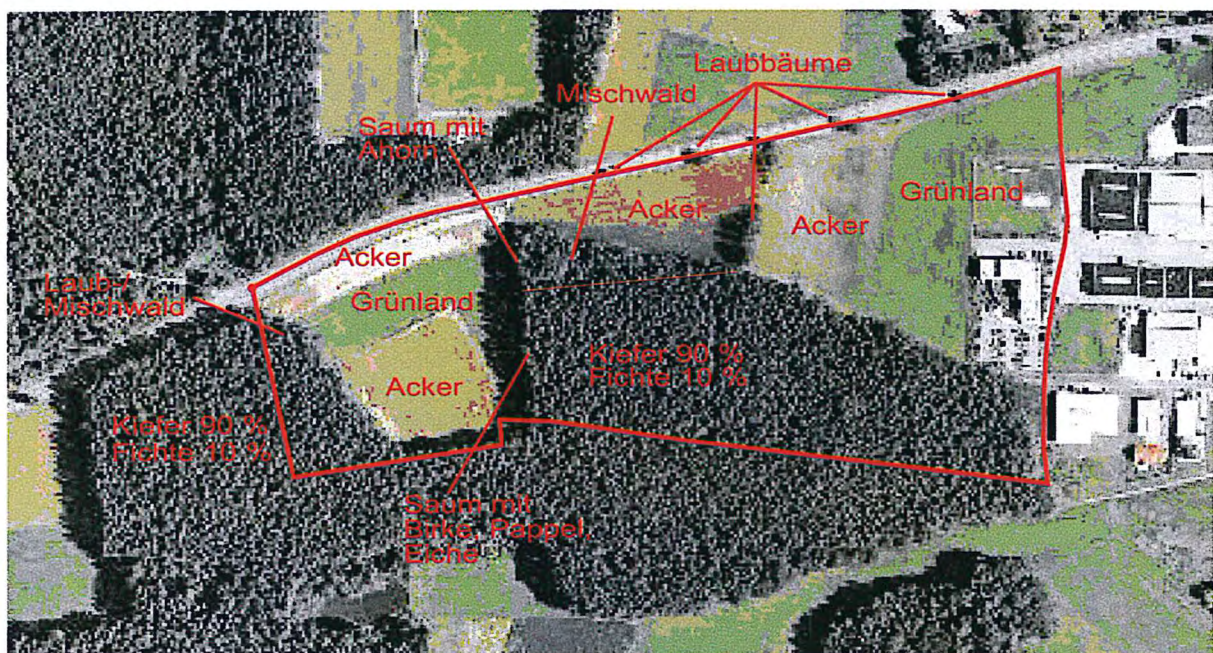 Laubbäume
Mischwald
Saum mit
Ahorn
Grünland
Acker
Acker
Acker
Laub-/
Mischwald
Grünland
Kiefer 90 %
Fichte 10 %
Acker
Kiefer 90 %
Fichte 10 %
Saum mit
Birke, Pappel,
Eiche